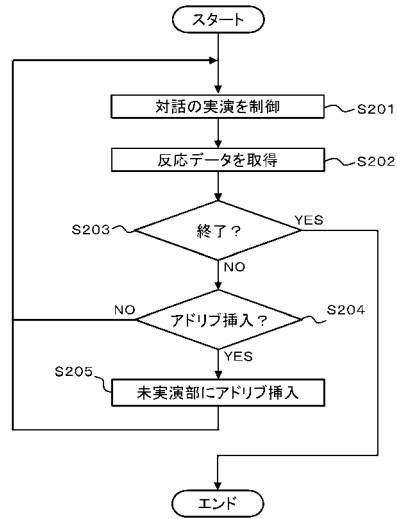 スタート
対話の実演を制御
S201
反応データを取得
S202
S203
終了？
YES
NO
NO
アドリブ挿入？
S204
YES
S205
未実演部にアドリブ挿入
エンド